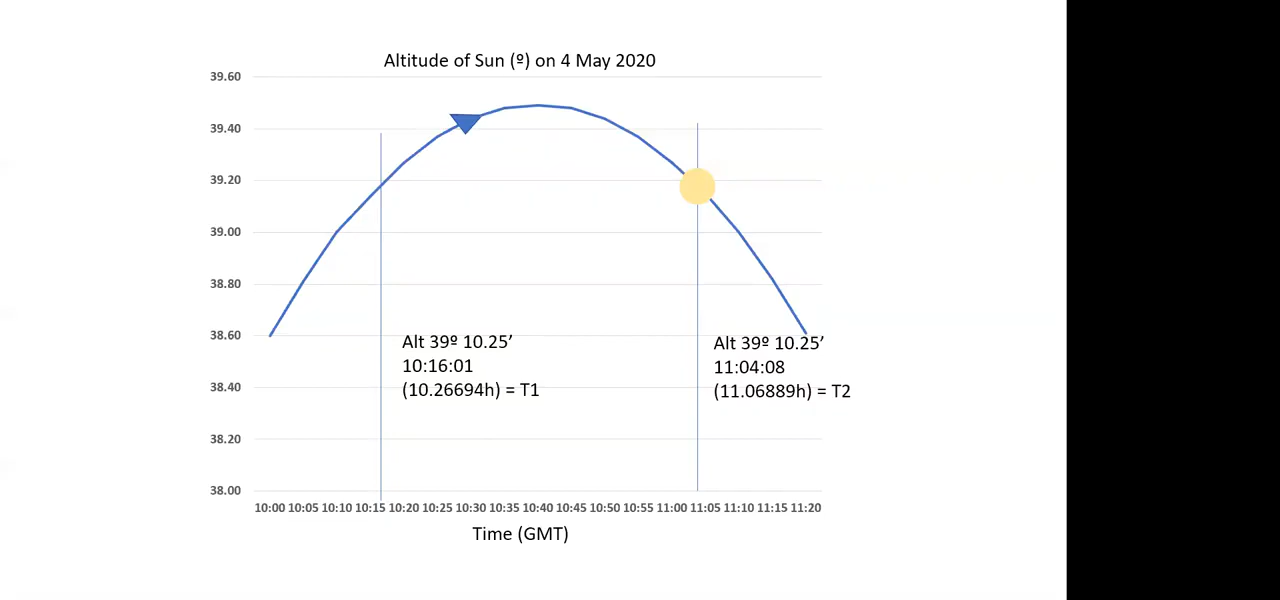 Altitude of Sun (º) on 4 May 2020
39.60
39.40
39.20
39.00
38.80
38.60
38.40
38.20
38.00
Alt 39º 10.25’
10:16:01
(10.26694h) = T1
Alt 39º 10.25’
11:04:08
(11.06889h) = T2
10:00 10:05 10:10 10:15 10:20 10:25 10:30 10:35 10:40 10:45 10:50 10:55 11:00 11:05 11:10 11:15 11:20
Time (GMT)